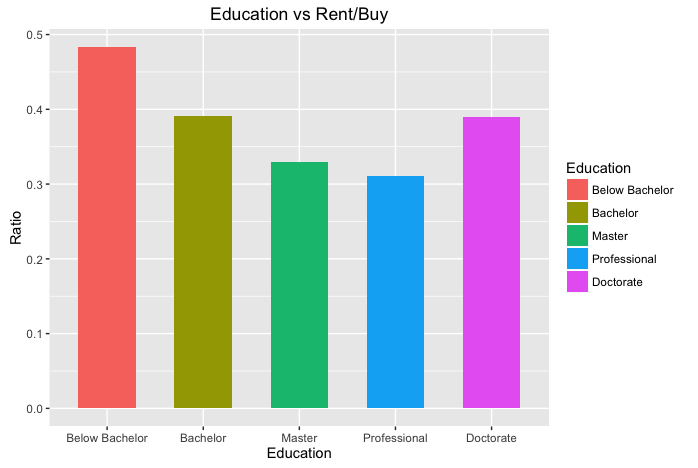 Education vs Rent/Buy
0.5
0.4
0.3
0.2
0.1
0.0
Ratio
Below Bachelor
Bachelor
Master
Professional
Doctorate
Education
Education
Below Bachelor
Bachelor
Master
Professional
Doctorate